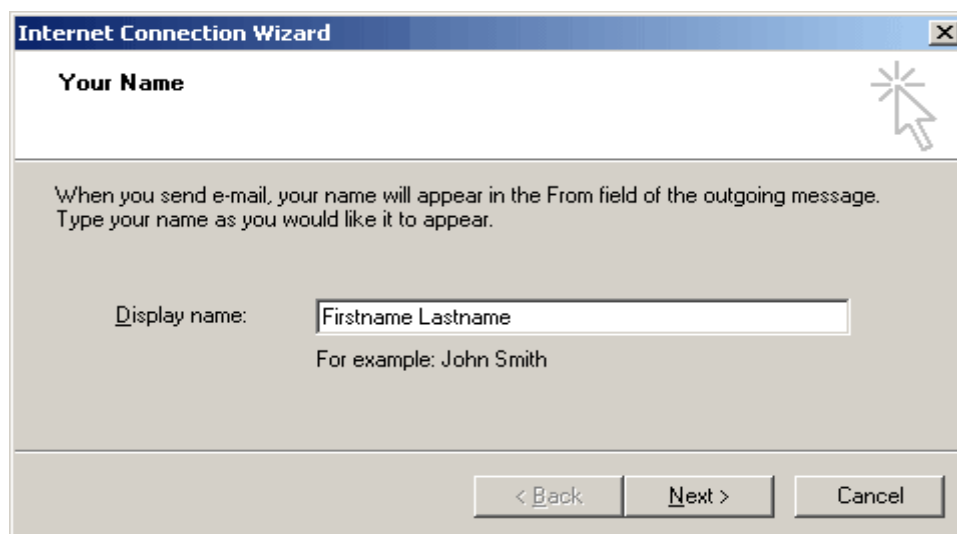 Internet Connection Wizard
Your Name
When you send e-mail, your name will appear in the From field of the outgoing message.
Type your name as you would like it to appear.
Display name:
Firstname Lastname
For example: John Smith
< Back
Next >
Cancel